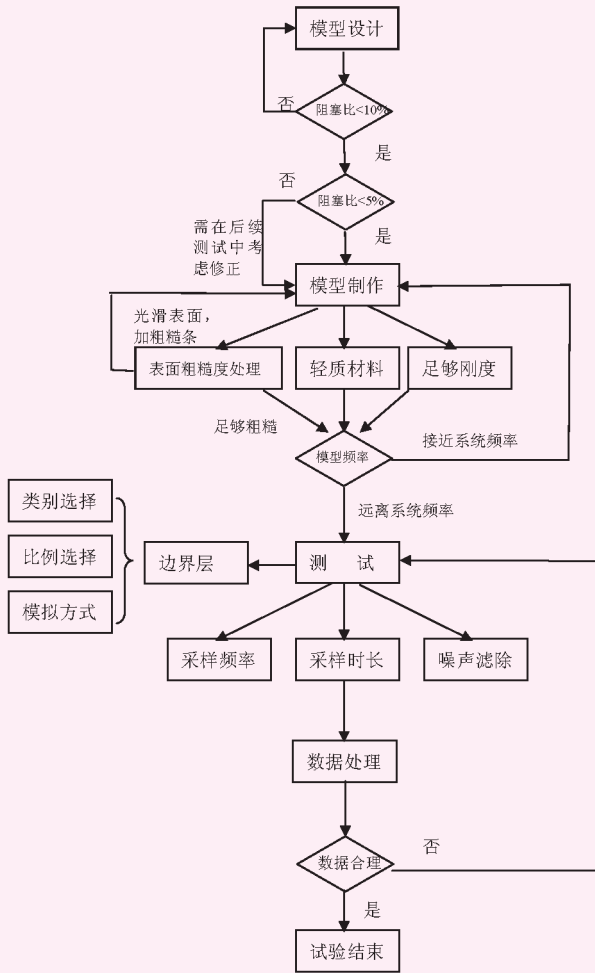 模型设计
否
阻塞比<10%
是
否
阻塞比<5%
是
需在后续
测试中考
虑修正
模型制作
光滑表面，
加粗糙条
表面粗糙度处理
轻质材料
足够刚度
足够粗糙
接近系统频率
模型频率
远离系统频率
类别选择
比例选择
模拟方式
边界层
测 试
采样频率
采样时长
噪声滤除
数据处理
否
数据合理
是
试验结束